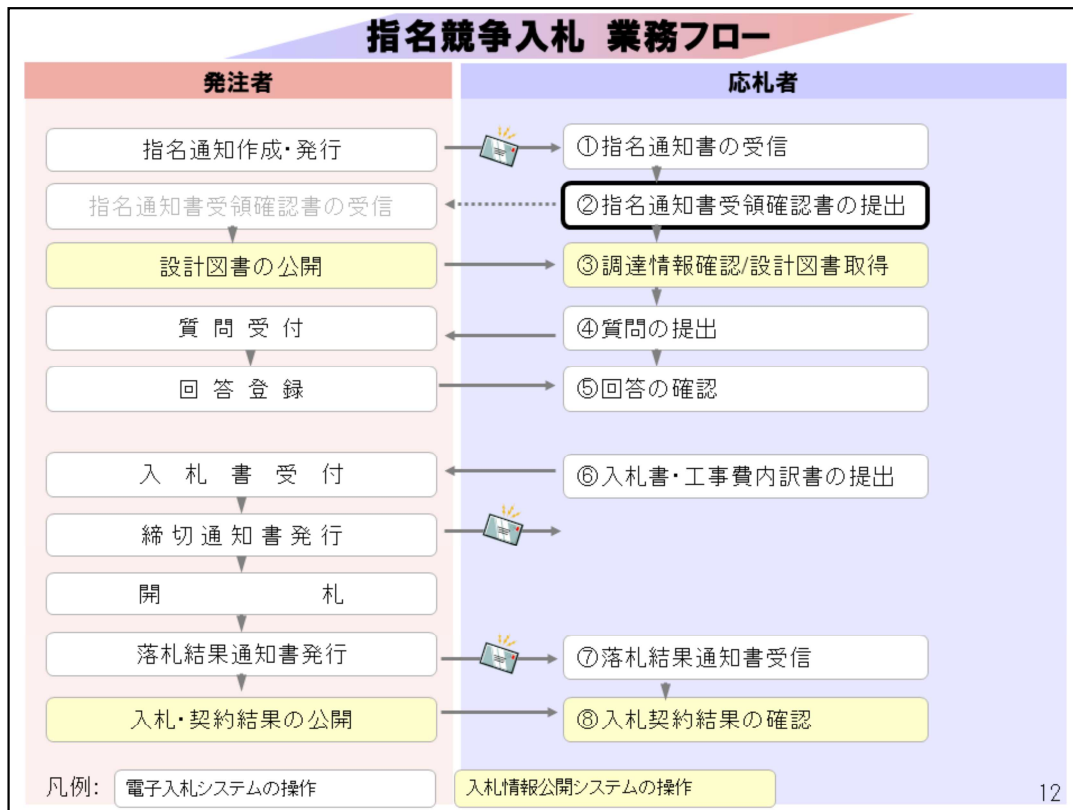 指名競争入札 業務フロー
発注者
応札者
指名通知作成・発行
①指名通知書の受信
指名通知書受領確認書の受信
②指名通知書受領確認書の提出
設計図書の公開
③調達情報確認/設計図書取得
質 問 受 付
④質問の提出
回 答 登 録
⑤回答の確認
入 札 書 受 付
⑥入札書・工事費内訳書の提出
締切通知書発行
開 札
落札結果通知書発行
⑦落札結果通知書受信
入札・契約結果の公開
⑧入札契約結果の確認
凡例: 電子入札システムの操作 入札情報公開システムの操作
12